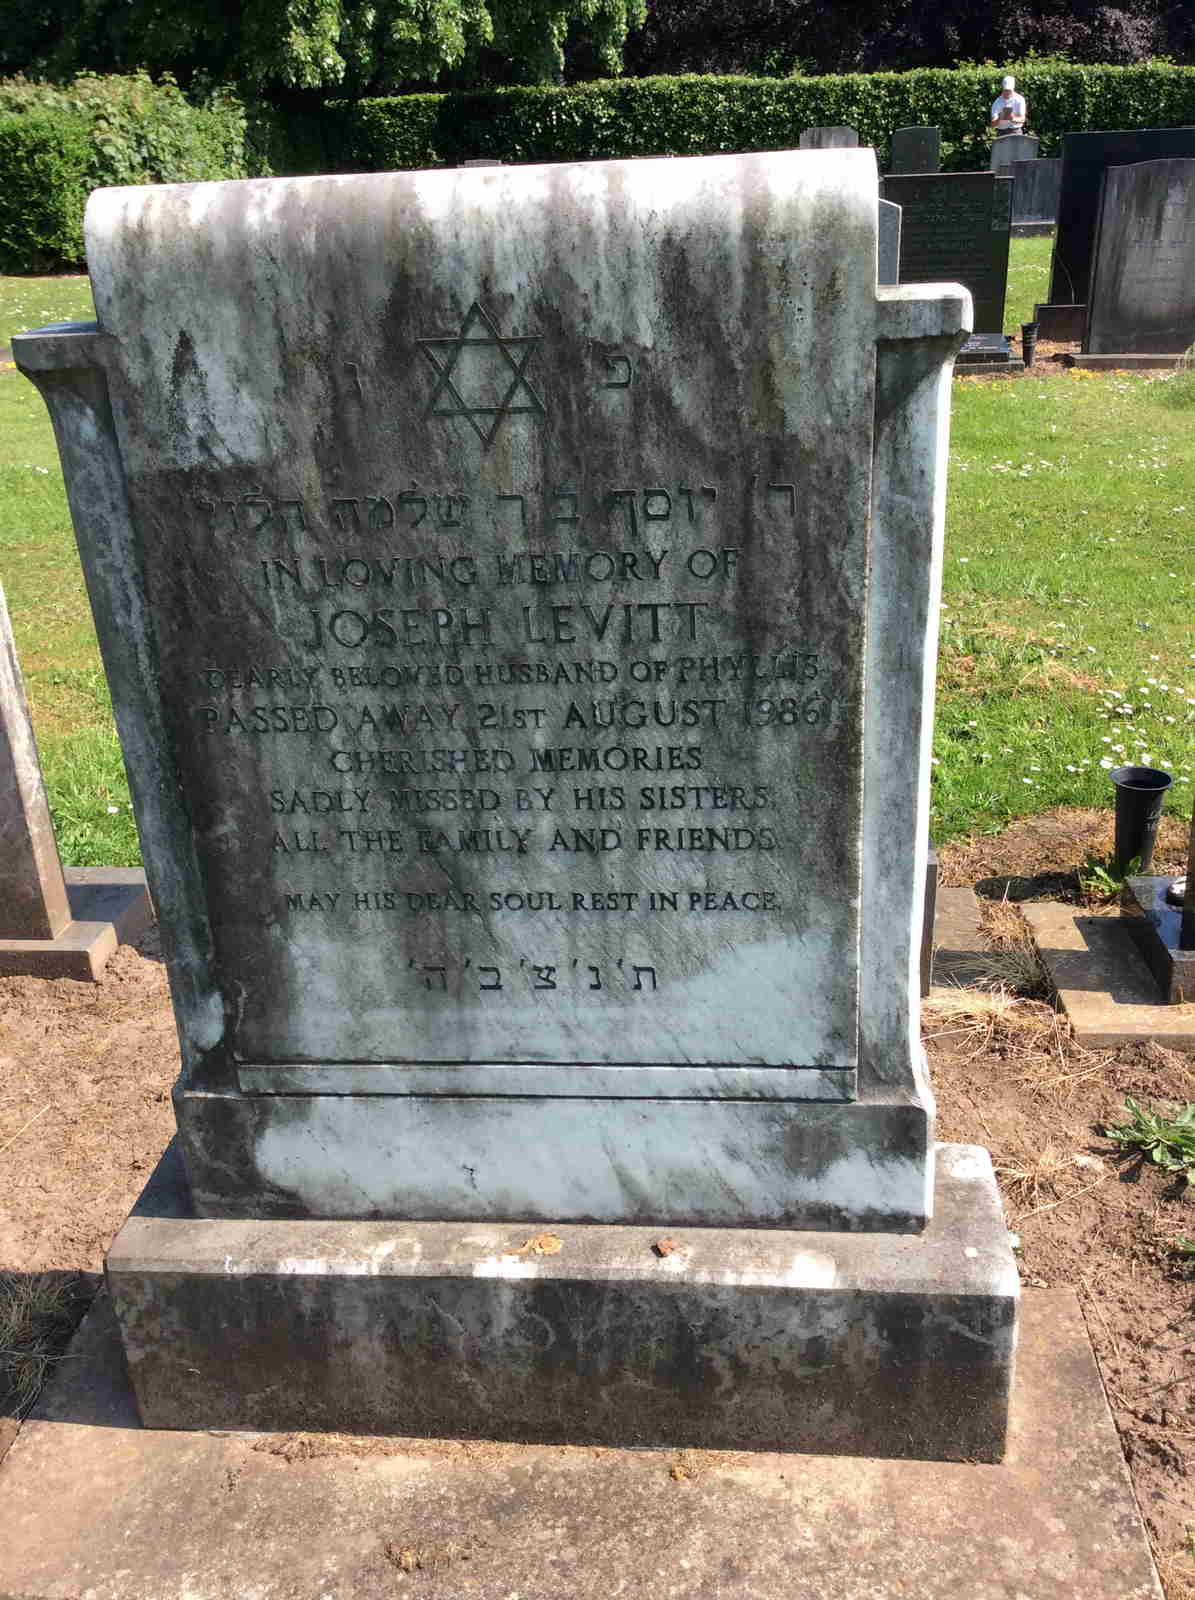 פ נ
ר' יוסף ב ר שלמה הלוי
IN LOVING MEMORY OF
JOSEPH LEVITT
DEARLY BELOVED HUSBAND OF PHYLLIS
PASSED AWAY 21ST AUGUST 1986
CHERISHED MEMORIES
SADLY MISSED BY HIS SISTERS,
ALL THE FAMILY AND FRIENDS.
MAY HIS DEAR SOUL REST IN PEACE.
ת' נ' צ' ב' ה'